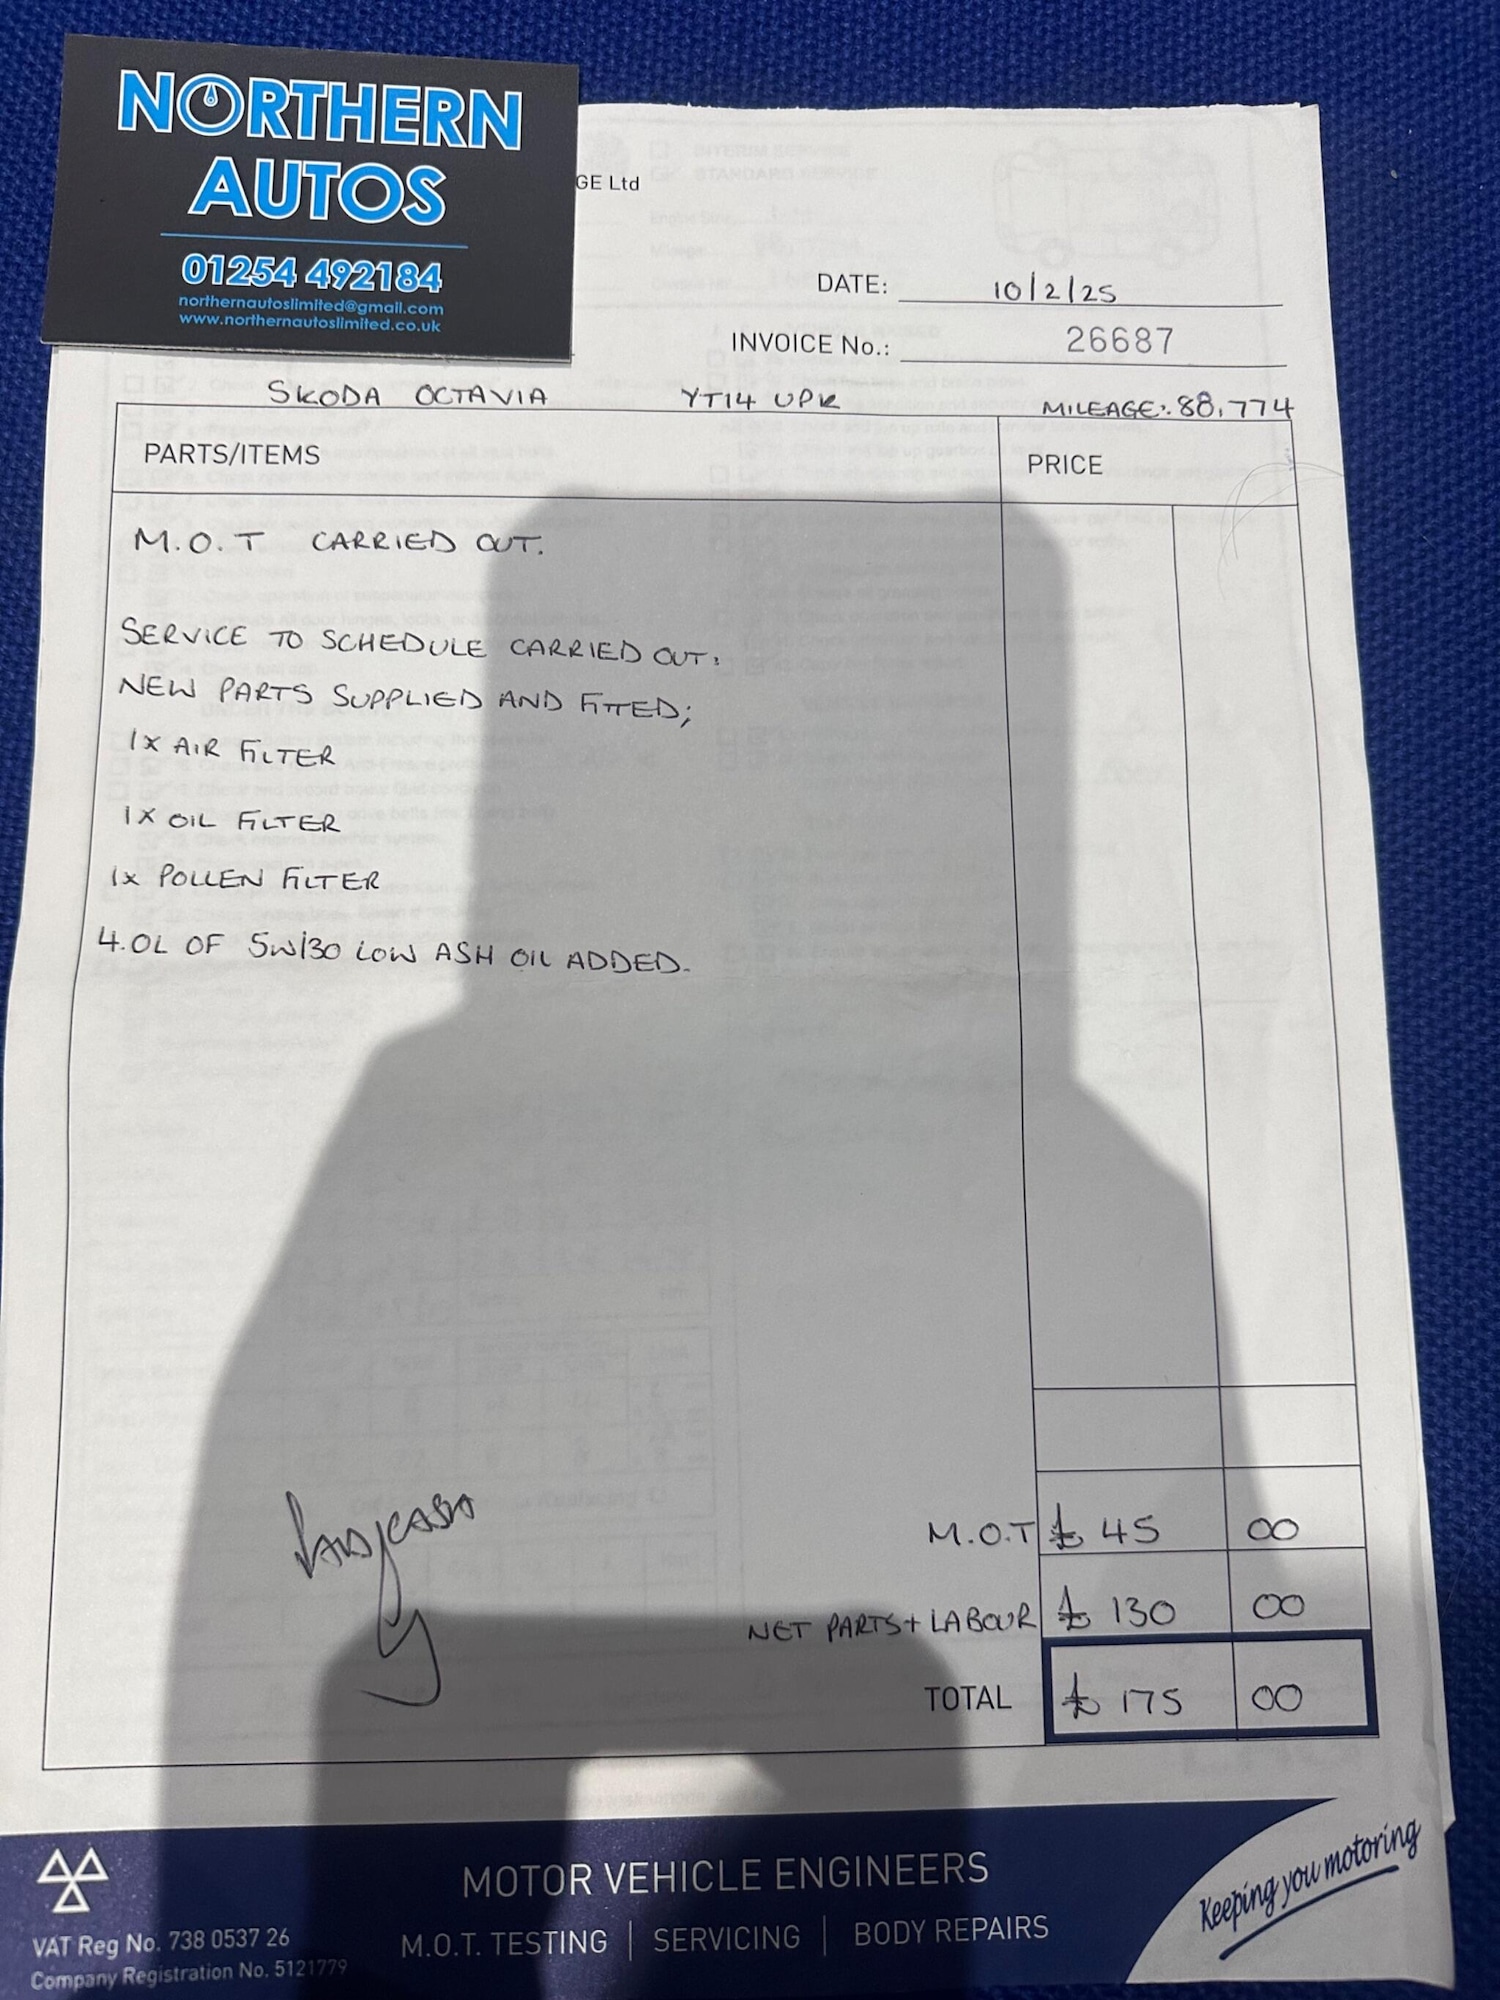 NORTHERN
AUTOS
01254 492184
northernautoslimited@gmail.com
www.northernautoslimited.co.uk
GE Ltd
DATE: 10/2/25
INVOICE No.: 26687
SKODA OCTAVIA YT14 UPK MILEAGE: 88,774
PARTS/ITEMS PRICE
M.O.T CARRIED OUT.
SERVICE TO SCHEDULE CARRIED OUT.
NEW PARTS SUPPLIED AND FITTED;
1X AIR FILTER
1X OIL FILTER
1X POLLEN FILTER
4.0L OF 5W/30 LOW ASH OIL ADDED.
CASH
M.O.T £ 45 00
NET PARTS + LABOUR £ 130 00
TOTAL £ 175 00
MOTOR VEHICLE ENGINEERS
M.O.T. TESTING | SERVICING | BODY REPAIRS
Keeping you motoring
VAT Reg No. 738 0537 26
Company Registration No. 5121779